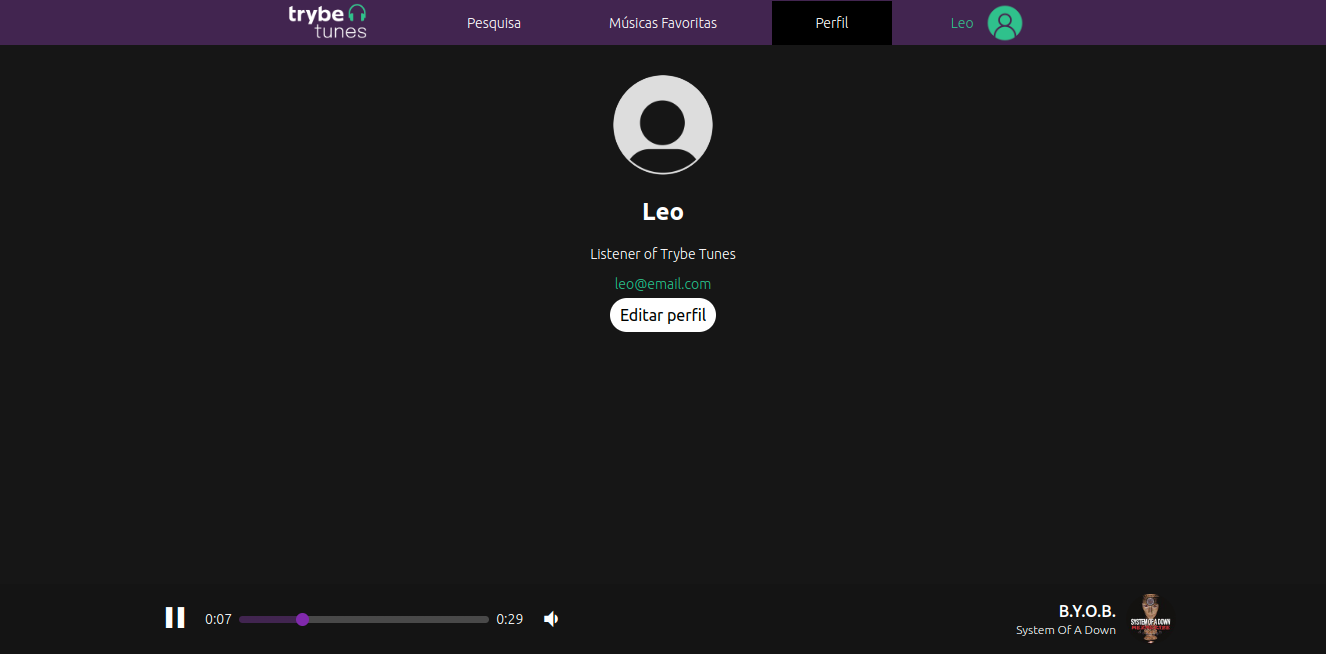 trybe
tunes
Pesquisa
Músicas Favoritas
Perfil
Leo
Leo
Listener of Trybe Tunes
leo@email.com
Editar perfil
0:07
0:29
B.Y.O.B.
System Of A Down
SYSTEM OF A DOWN